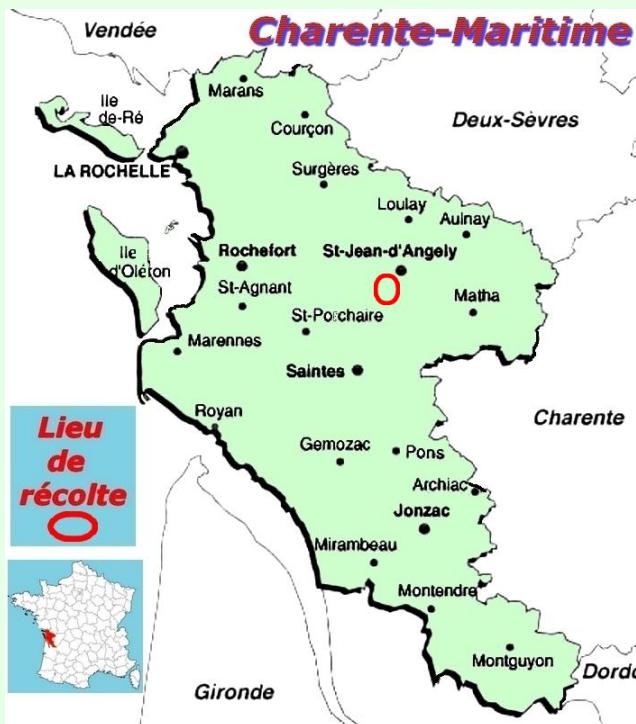 Vendée
Charente-Maritime
Ile
de-Ré
Marans
Courçon
Deux-Sèvres
LA ROCHELLE
Surgères
Loulay
Aulnay
Ile
d'Oléron
Rochefort
St-Jean-d'Angely
St-Agnant
Matha
St-Porchaire
Marennes
Saintes
Royan
Charente
Lieu
de
récolte
Gemozac
Pons
Archiac
Jonzac
Mirambeau
Montendre
Montguyon
Gironde
Dordo